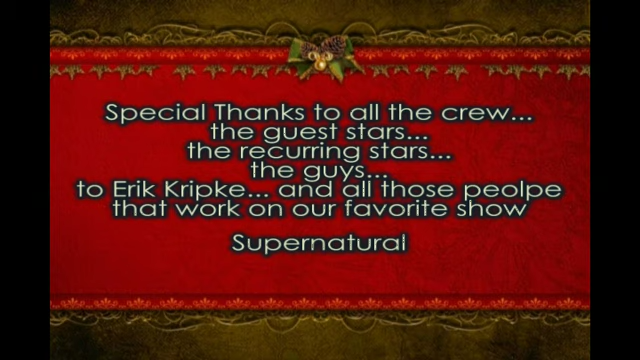 Special Thanks to all the crew...
the guest stars...
the recurring stars...
the guys...
to Erik Kripke... and all those peolpe
that work on our favorite show
Supernatural